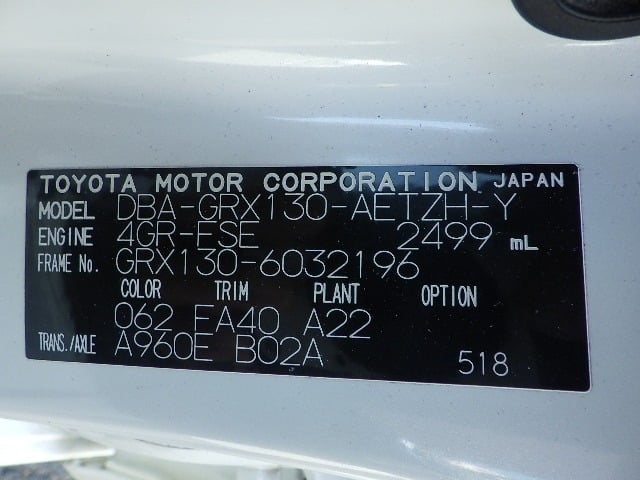 TOYOTA MOTOR CORPORATION JAPAN
MODEL DBA-GRX130-AETZH-Y
ENGINE 4GR-FSE 2499 mL
FRAME No. GRX130-6032196
COLOR TRIM PLANT OPTION
062 FA40 A22
TRANS./AXLE A960E B02A 518